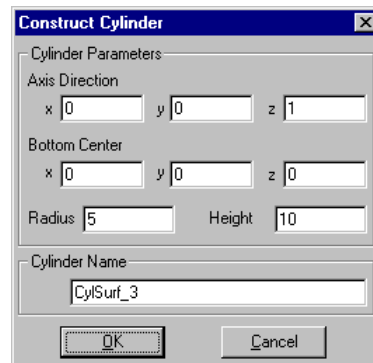 Construct Cylinder
Cylinder Parameters
Axis Direction
x 0 y 0 z 1
Bottom Center
x 0 y 0 z 0
Radius 5 Height 10
Cylinder Name
CylSurf_3
OK Cancel